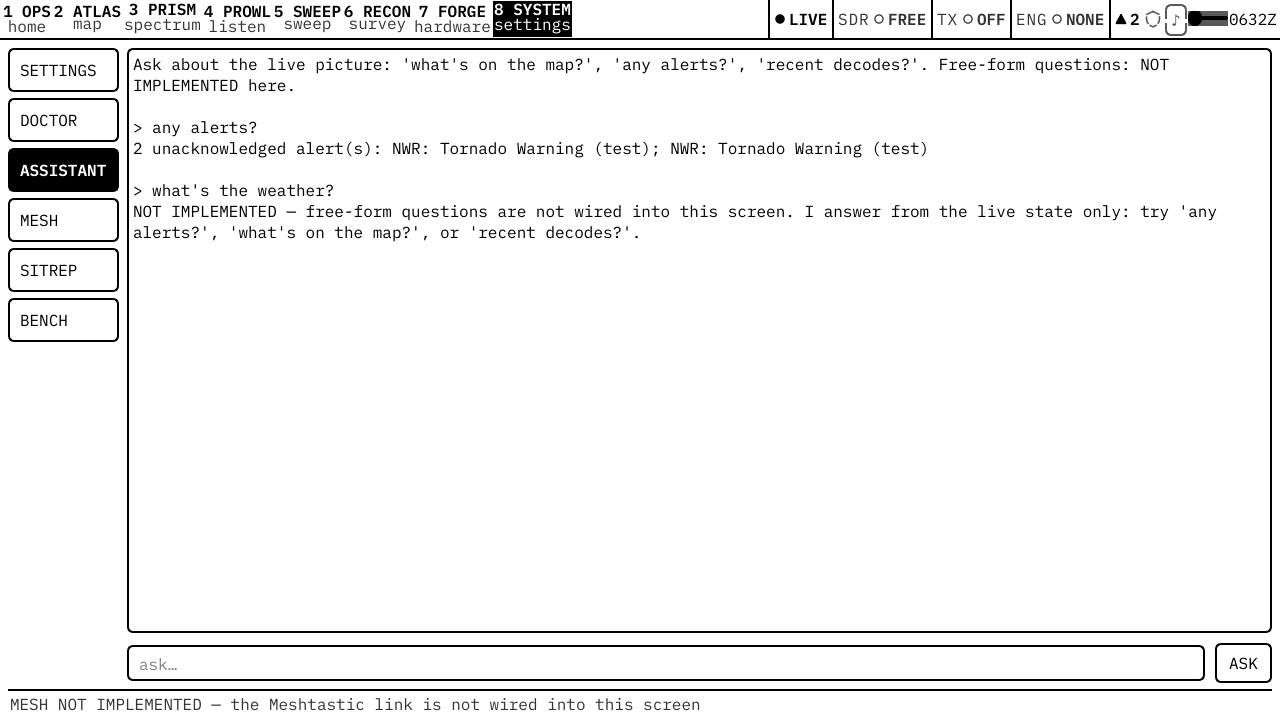 1 OPS 2 ATLAS 3 PRISM 4 PROWL 5 SWEEP 6 RECON 7 FORGE 8 SYSTEM
home map spectrum listen sweep survey hardware settings
LIVE SDR FREE TX OFF ENG NONE 2 ♪ 0632Z
SETTINGS
DOCTOR
ASSISTANT
MESH
SITREP
BENCH
Ask about the live picture: 'what's on the map?', 'any alerts?', 'recent decodes?'. Free-form questions: NOT
IMPLEMENTED here.
> any alerts?
2 unacknowledged alert(s): NWR: Tornado Warning (test); NWR: Tornado Warning (test)
> what's the weather?
NOT IMPLEMENTED — free-form questions are not wired into this screen. I answer from the live state only: try 'any
alerts?', 'what's on the map?', or 'recent decodes?'.
ask…
ASK
MESH NOT IMPLEMENTED — the Meshtastic link is not wired into this screen